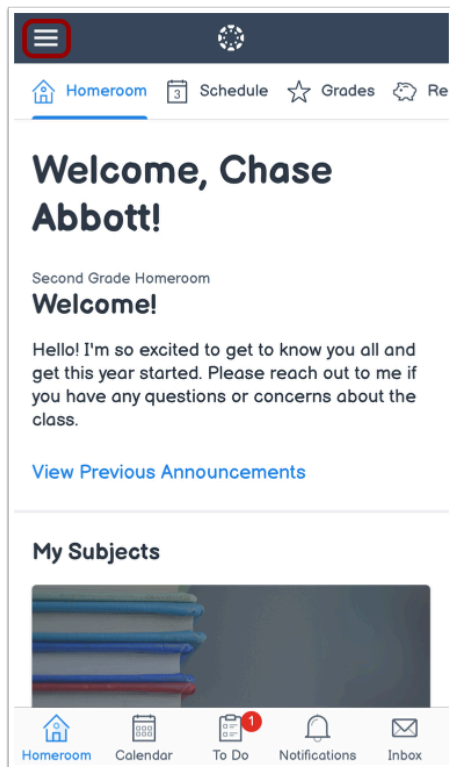 3
Homeroom Schedule Grades Re
Welcome, Chase
Abbott!
Second Grade Homeroom
Welcome!
Hello! I'm so excited to get to know you all and
get this year started. Please reach out to me if
you have any questions or concerns about the
class.
View Previous Announcements
My Subjects
1
Homeroom Calendar To Do Notifications Inbox